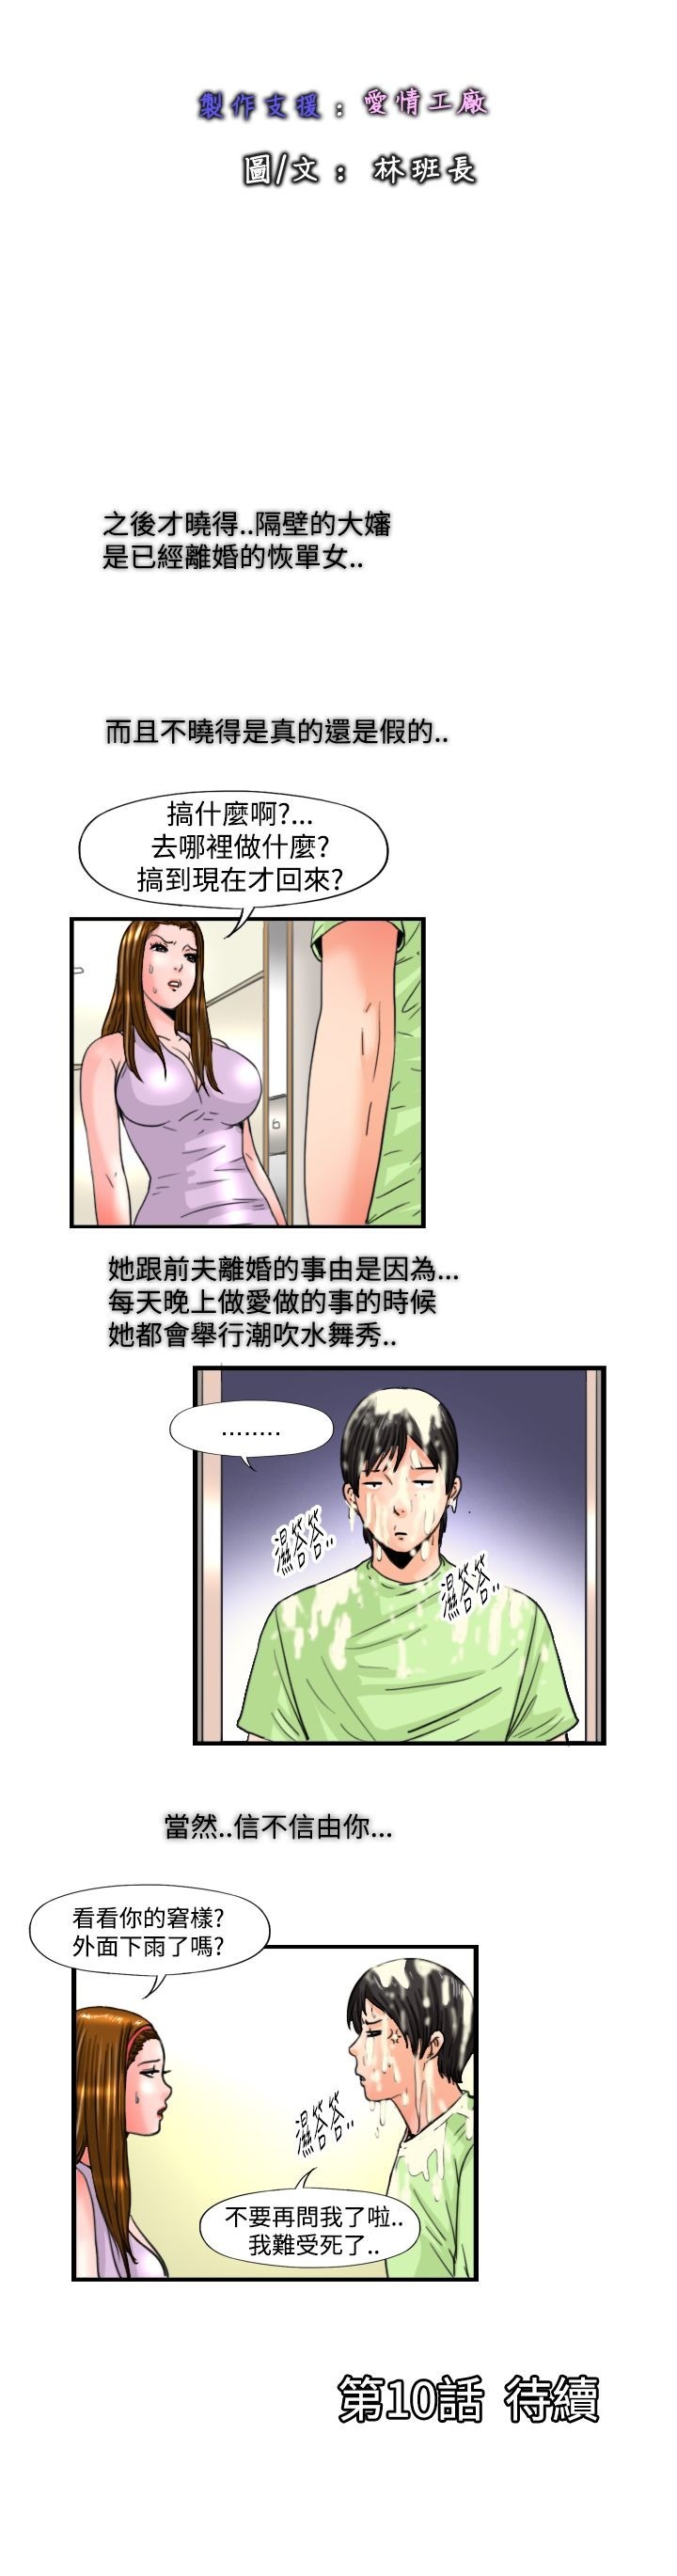 製作支援：愛情工廠
圖/文： 林班長
之後才曉得..隔壁的大嬸
是已經離婚的恢單女..
而且不曉得是真的還是假的..
搞什麼啊?...
去哪裡做什麼?
搞到現在才回來?
她跟前夫離婚的事由是因為...
每天晚上做愛做的事的時候
她都會舉行潮吹水舞秀..
........
濕答答..
濕答答..
當然..信不信由你...
看看你的窘樣?
外面下雨了嗎?
濕答答..
不要再問我了啦..
我難受死了..
第10話 待續